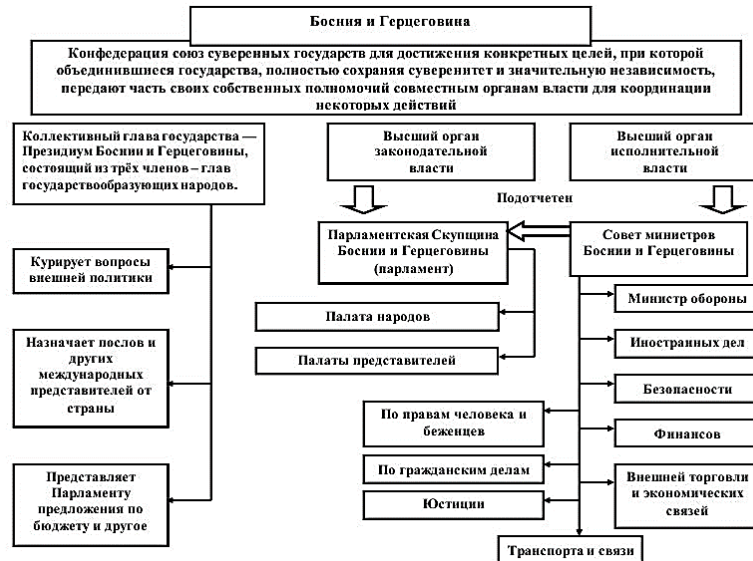 Босния и Герцеговина
Конфедерация союз суверенных государств для достижения конкретных целей, при которой
объединившиеся государства, полностью сохраняя суверенитет и значительную независимость,
передают часть своих собственных полномочий совместным органам власти для координации
некоторых действий
Коллективный глава государства —
Президиум Боснии и Герцеговины,
состоящий из трёх членов – глав
государствообразующих народов.
Высший орган
законодательной
власти
Высший орган
исполнительной
власти
Подотчетен
Парламентская Скупщина
Боснии и Герцеговины
(парламент)
Совет министров
Боснии и Герцеговины
Курирует вопросы
внешней политики
Назначает послов и
других
международных
представителей от
страны
Представляет
Парламенту
предложения по
бюджету и другое
Палата народов
Палаты представителей
Министр обороны
Иностранных дел
Безопасности
Финансов
Внешней торговли
и экономических
связей
По правам человека и
беженцев
По гражданским делам
Юстиции
Транспорта и связи